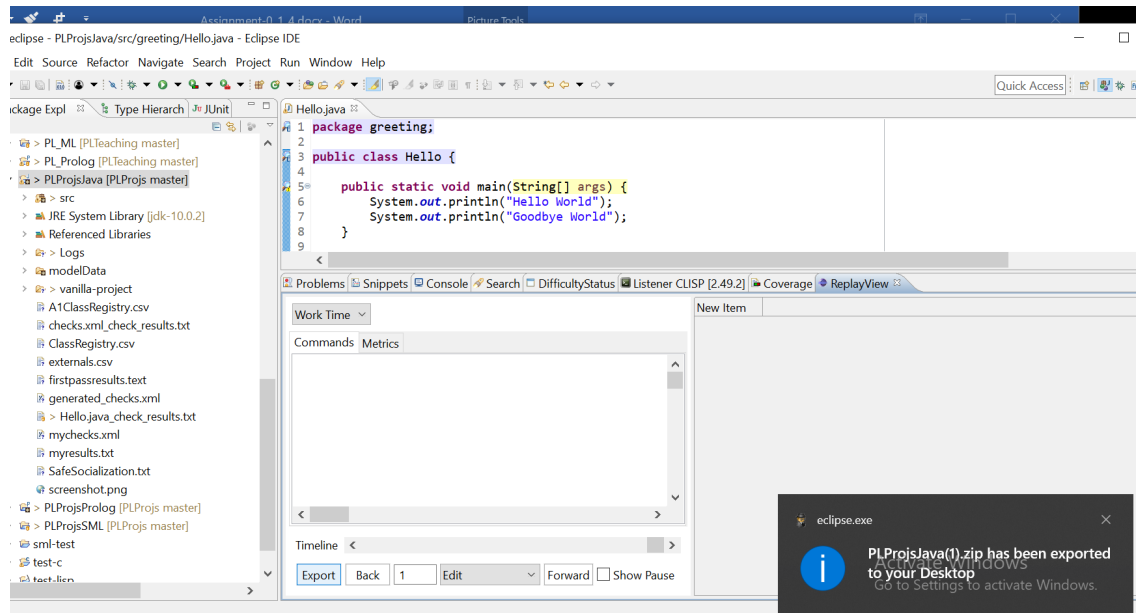 Assignment-0_1_4.docx - Word
Picture Tools
eclipse - PLProjsJava/src/greeting/Hello.java - Eclipse IDE
Edit Source Refactor Navigate Search Project Run Window Help
Quick Access
ckage Expl Type Hierarch JUnit
Hello.java
> PL_ML [PLTeaching master]
> PL_Prolog [PLTeaching master]
> PLProjsJava [PLProjs master]
> src
JRE System Library [jdk-10.0.2]
Referenced Libraries
> Logs
modelData
> vanilla-project
A1ClassRegistry.csv
checks.xml_check_results.txt
ClassRegistry.csv
externals.csv
firstpassresults.text
generated_checks.xml
> Hello.java_check_results.txt
mychecks.xml
myresults.txt
SafeSocialization.txt
screenshot.png
> PLProjsProlog [PLProjs master]
> PLProjsSML [PLProjs master]
sml-test
test-c
test-lisp
1 package greeting;
2
3 public class Hello {
4
5 public static void main(String[] args) {
6 System.out.println("Hello World");
7 System.out.println("Goodbye World");
8 }
9
Problems Snippets Console Search DifficultyStatus Listener CLISP [2.49.2] Coverage ReplayView
Work Time
Commands Metrics
Timeline
Export Back 1 Edit Forward Show Pause
New Item
eclipse.exe
PLProjsJava(1).zip has been exported
to your Desktop
Activate Windows
Go to Settings to activate Windows.